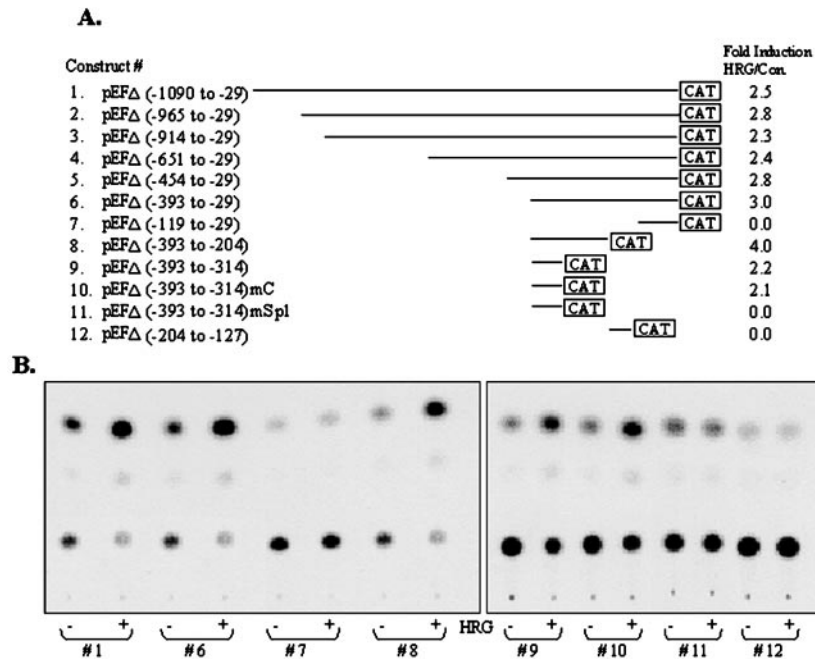 A.
Construct #
Fold Induction
HRG/Con.
1. pEFΔ (-1090 to -29) CAT 2.5
2. pEFΔ (-965 to -29) CAT 2.8
3. pEFΔ (-914 to -29) CAT 2.3
4. pEFΔ (-651 to -29) CAT 2.4
5. pEFΔ (-454 to -29) CAT 2.8
6. pEFΔ (-393 to -29) CAT 3.0
7. pEFΔ (-119 to -29) CAT 0.0
8. pEFΔ (-393 to -204) CAT 4.0
9. pEFΔ (-393 to -314) CAT 2.2
10. pEFΔ (-393 to -314)mC CAT 2.1
11. pEFΔ (-393 to -314)mSp1 CAT 0.0
12. pEFΔ (-204 to -127) CAT 0.0
B.
- + - + - + - + HRG - + - + - + - +
#1 #6 #7 #8 #9 #10 #11 #12